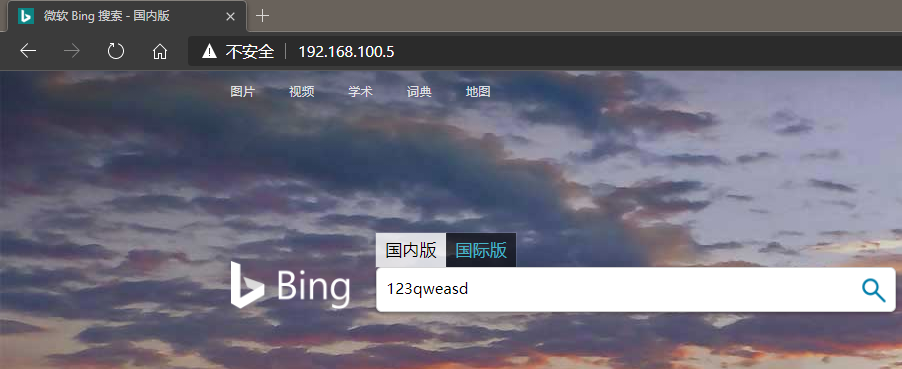 微软 Bing 搜索 - 国内版
不安全 192.168.100.5
图片 视频 学术 词典 地图
国内版 国际版
Bing
123qweasd